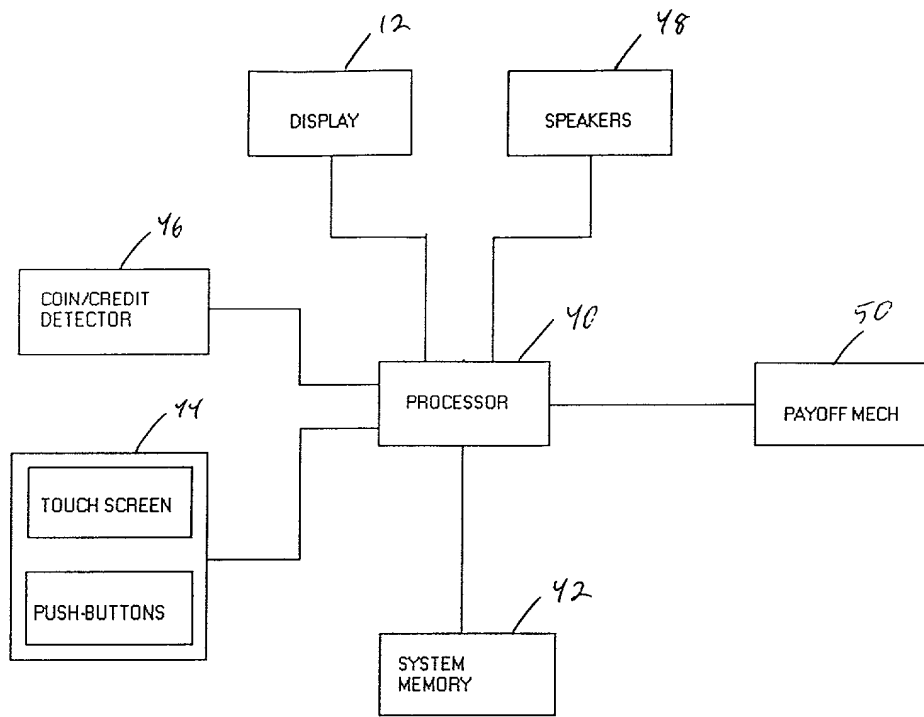 12
48
DISPLAY
SPEAKERS
46
COIN/CREDIT
DETECTOR
40
PROCESSOR
50
PAYOFF MECH
44
TOUCH SCREEN
PUSH-BUTTONS
42
SYSTEM
MEMORY